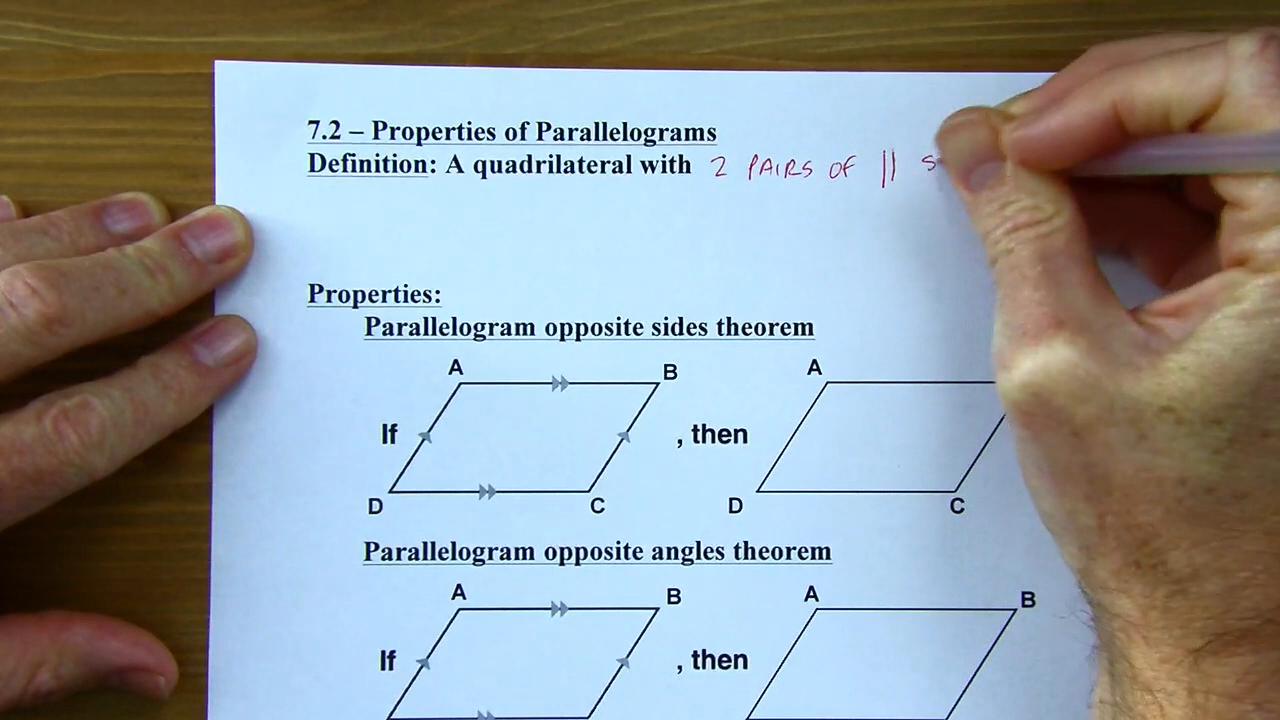 7.2 – Properties of Parallelograms
Definition: A quadrilateral with 2 PAIRS OF || S
Properties:
Parallelogram opposite sides theorem
A B A
If , then
D C D C
Parallelogram opposite angles theorem
A B A B
If , then